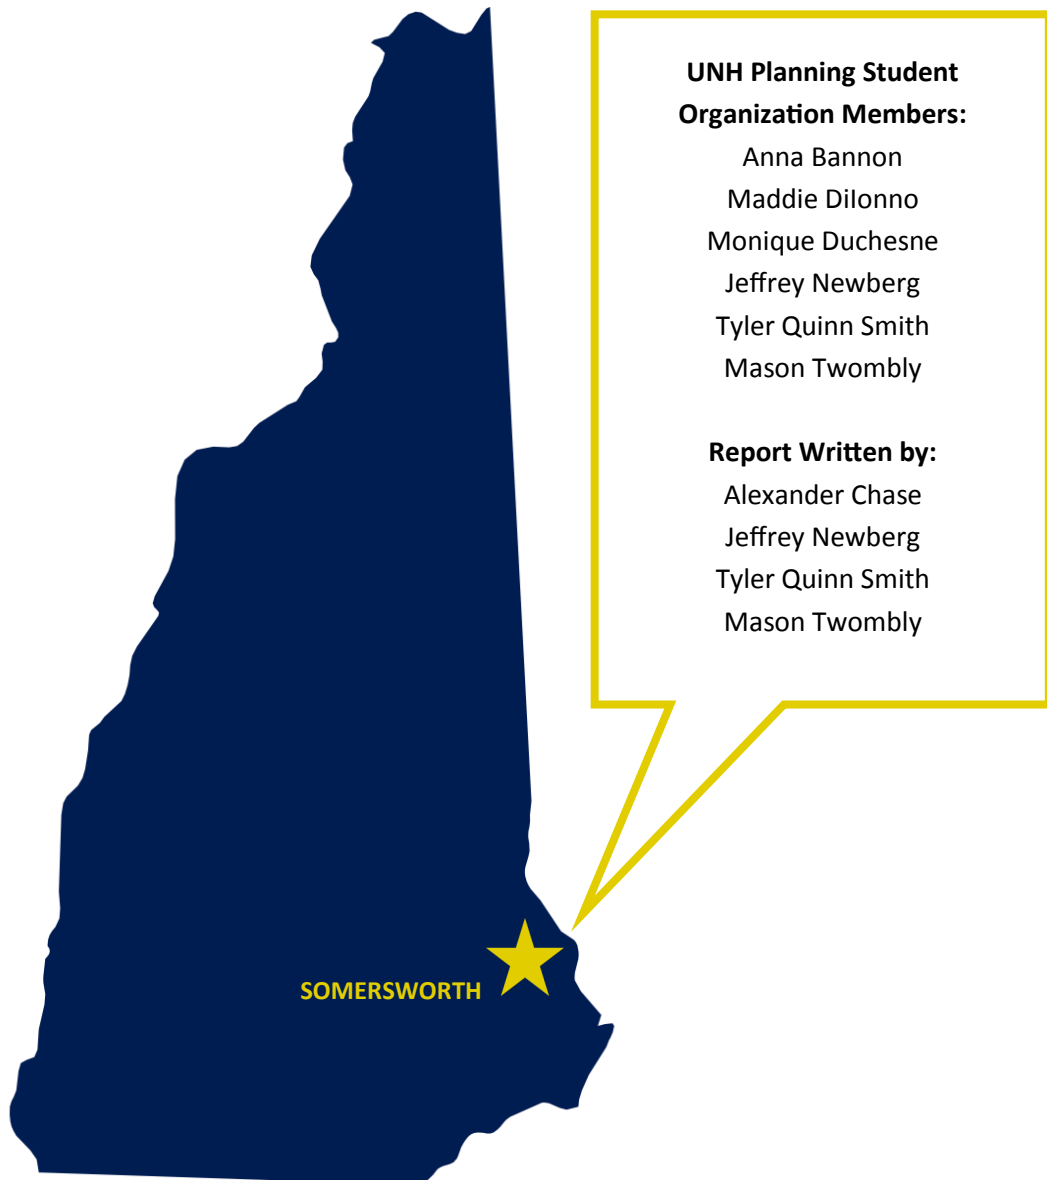 UNH Planning Student
Organization Members:
Anna Bannon
Maddie DiIonno
Monique Duchesne
Jeffrey Newberg
Tyler Quinn Smith
Mason Twombly
Report Written by:
Alexander Chase
Jeffrey Newberg
Tyler Quinn Smith
Mason Twombly
SOMERSWORTH